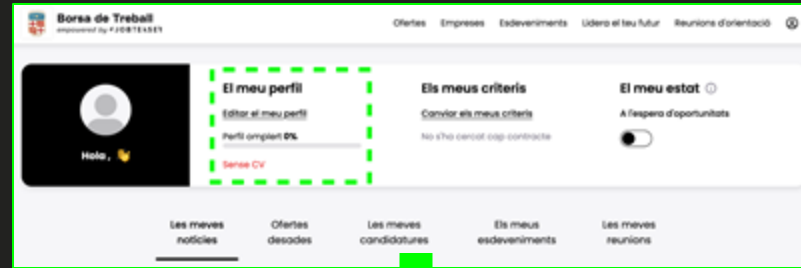 Borsa de Treball
empowered by JOBTEASER
Ofertes Empreses Esdeveniments Lidera el teu futur Reunions d'orientació
El meu perfil
Editar el meu perfil
Perfil omplert 0%
Sense CV
Els meus criteris
Canviar els meus criteris
No s'ha cercat cap contracte
El meu estat
A l'espera d'oportunitats
Hola, 👋
Les meves notícies
Ofertes desades
Les meves candidatures
Els meus esdeveniments
Les meves reunions